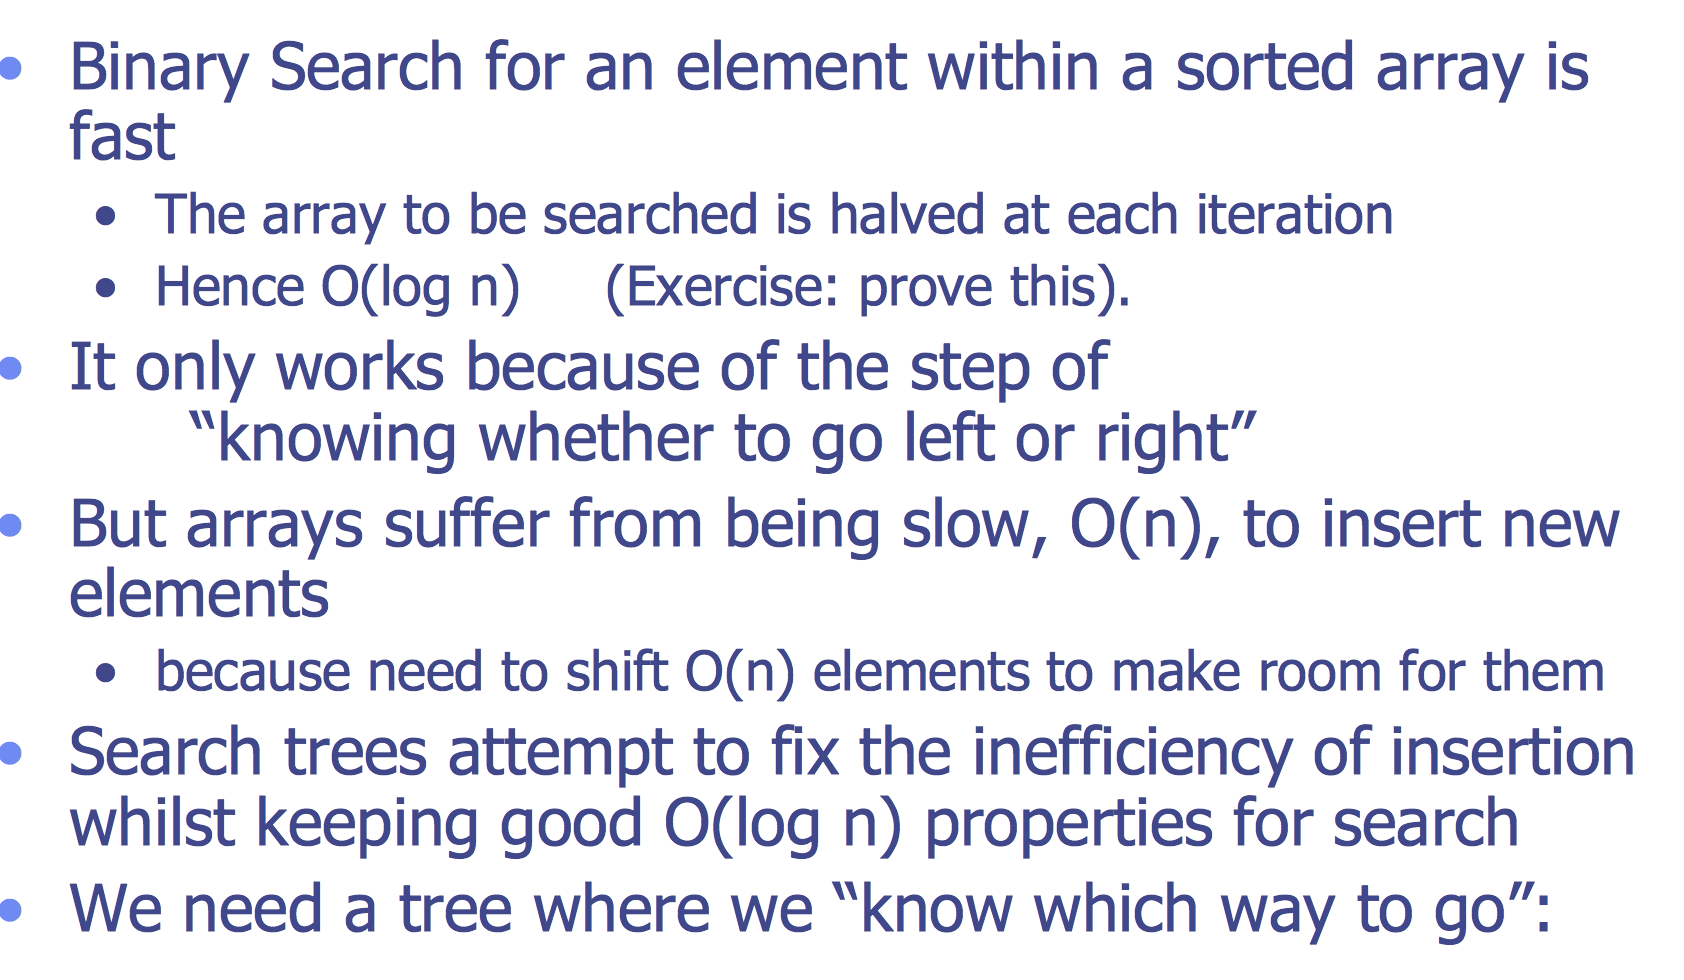 • Binary Search for an element within a sorted array is
fast
• The array to be searched is halved at each iteration
• Hence O(log n) (Exercise: prove this).
• It only works because of the step of
“knowing whether to go left or right”
• But arrays suffer from being slow, O(n), to insert new
elements
• because need to shift O(n) elements to make room for them
• Search trees attempt to fix the inefficiency of insertion
whilst keeping good O(log n) properties for search
• We need a tree where we “know which way to go”: